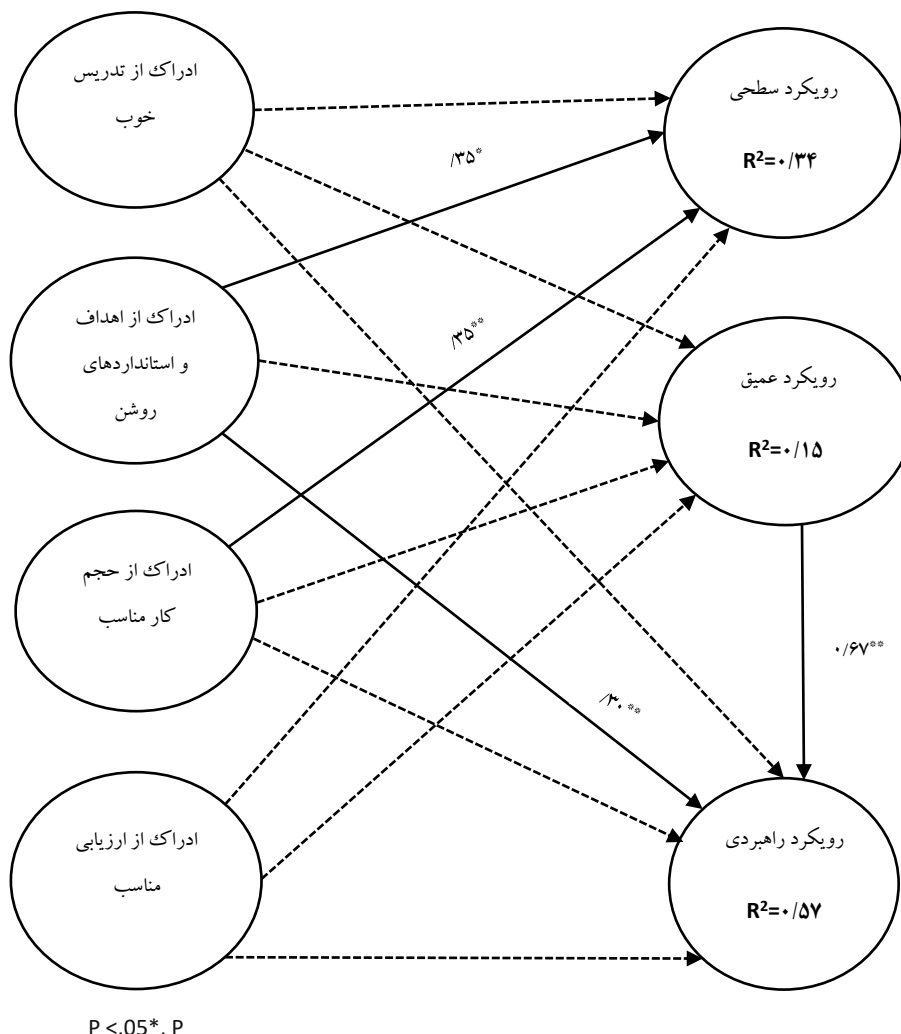 ادراک از تدریس
خوب
رویکرد سطحی
R²=۰/۳۴
/۳۵*
ادراک از اهداف
و استانداردهای
روشن
/۳۵**
رویکرد عمیق
R²=۰/۱۵
ادراک از حجم
کار مناسب
۰/۶۷**
/۳۰**
ادراک از ارزیابی
مناسب
رویکرد راهبردی
R²=۰/۵۷
P <.05*, P